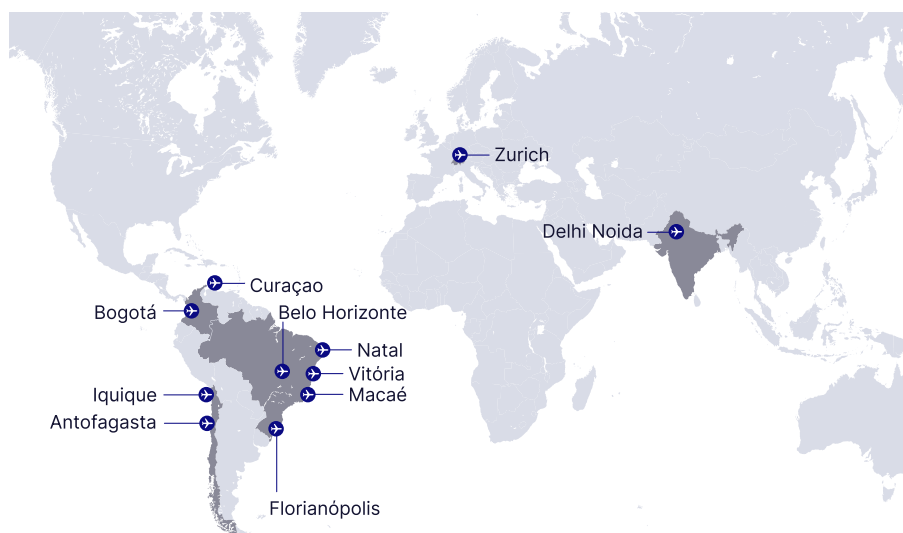 Zurich
Delhi Noida
Curaçao
Bogotá
Belo Horizonte
Natal
Vitória
Iquique
Macaé
Antofagasta
Florianópolis